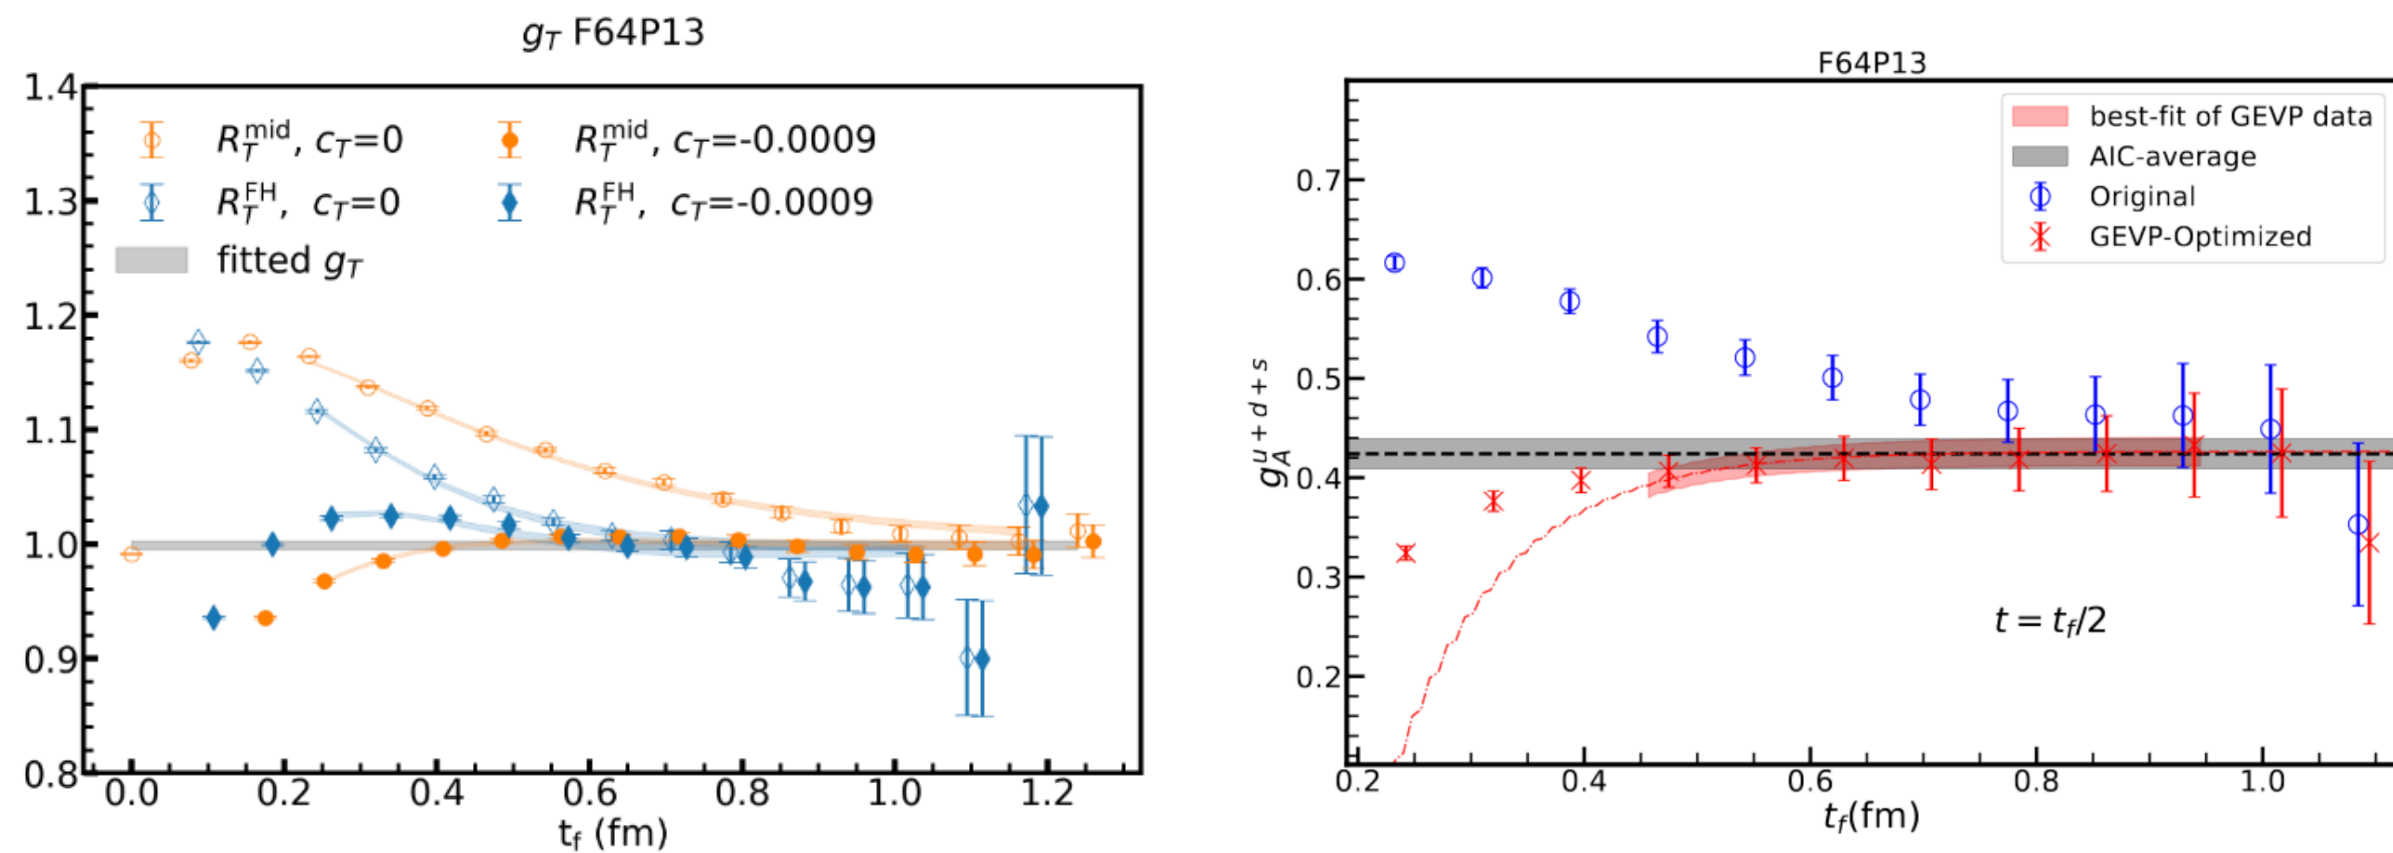 g_T F64P13
1.4
1.3
1.2
1.1
1.0
0.9
0.8
R_T^mid, c_T=0
R_T^mid, c_T=-0.0009
R_T^FH, c_T=0
R_T^FH, c_T=-0.0009
fitted g_T
0.0 0.2 0.4 0.6 0.8 1.0 1.2
t_f (fm)
F64P13
g_A^{u+d+s}
0.7
0.6
0.5
0.4
0.3
0.2
best-fit of GEVP data
AIC-average
Original
GEVP-Optimized
t = t_f/2
0.2 0.4 0.6 0.8 1.0
t_f(fm)